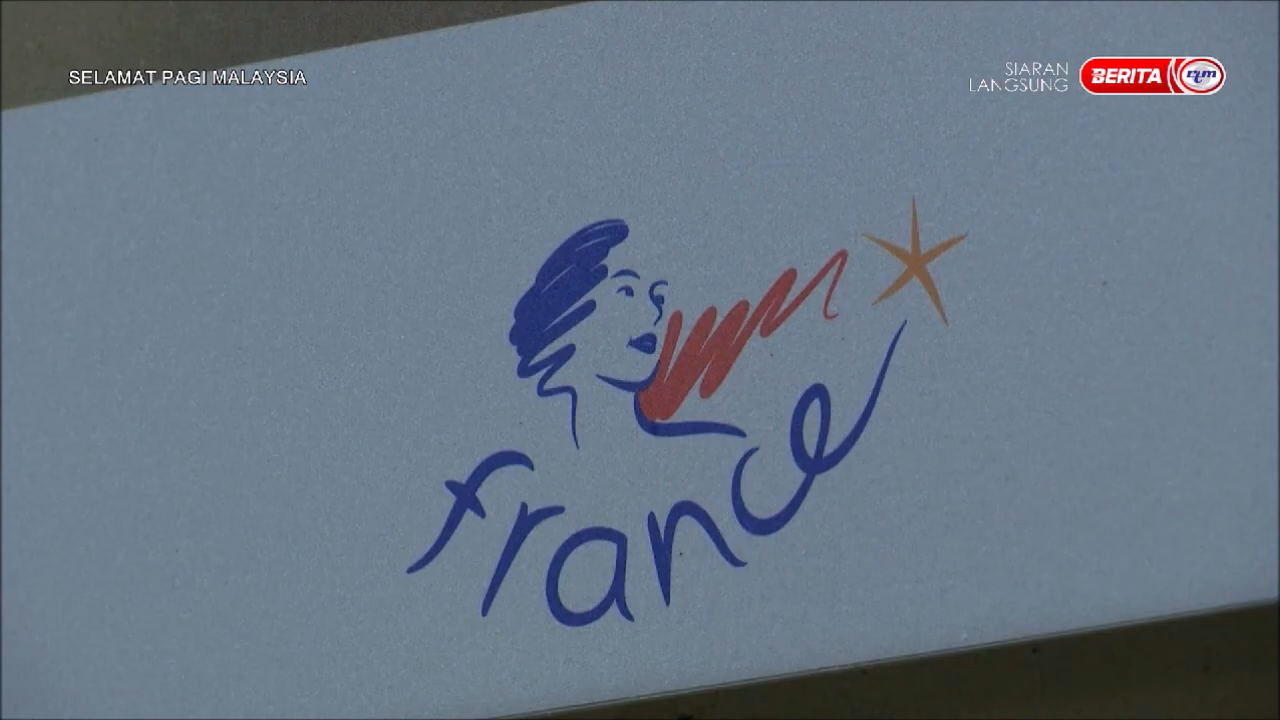 SELAMAT PAGI MALAYSIA
SIARAN
LANGSUNG
BERITA rtm
france